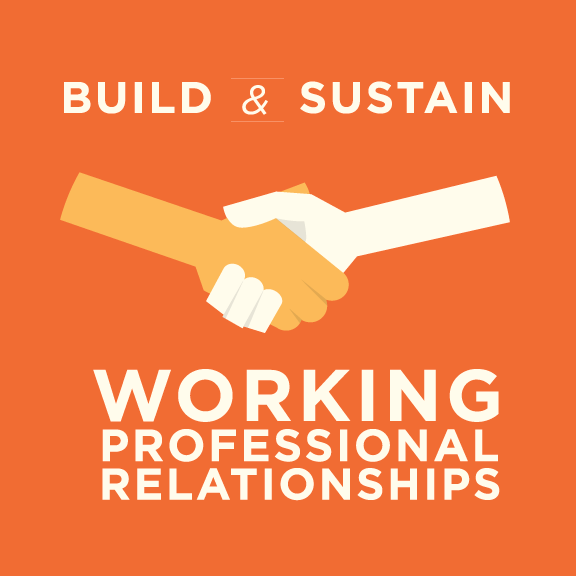 BUILD & SUSTAIN
WORKING
PROFESSIONAL
RELATIONSHIPS